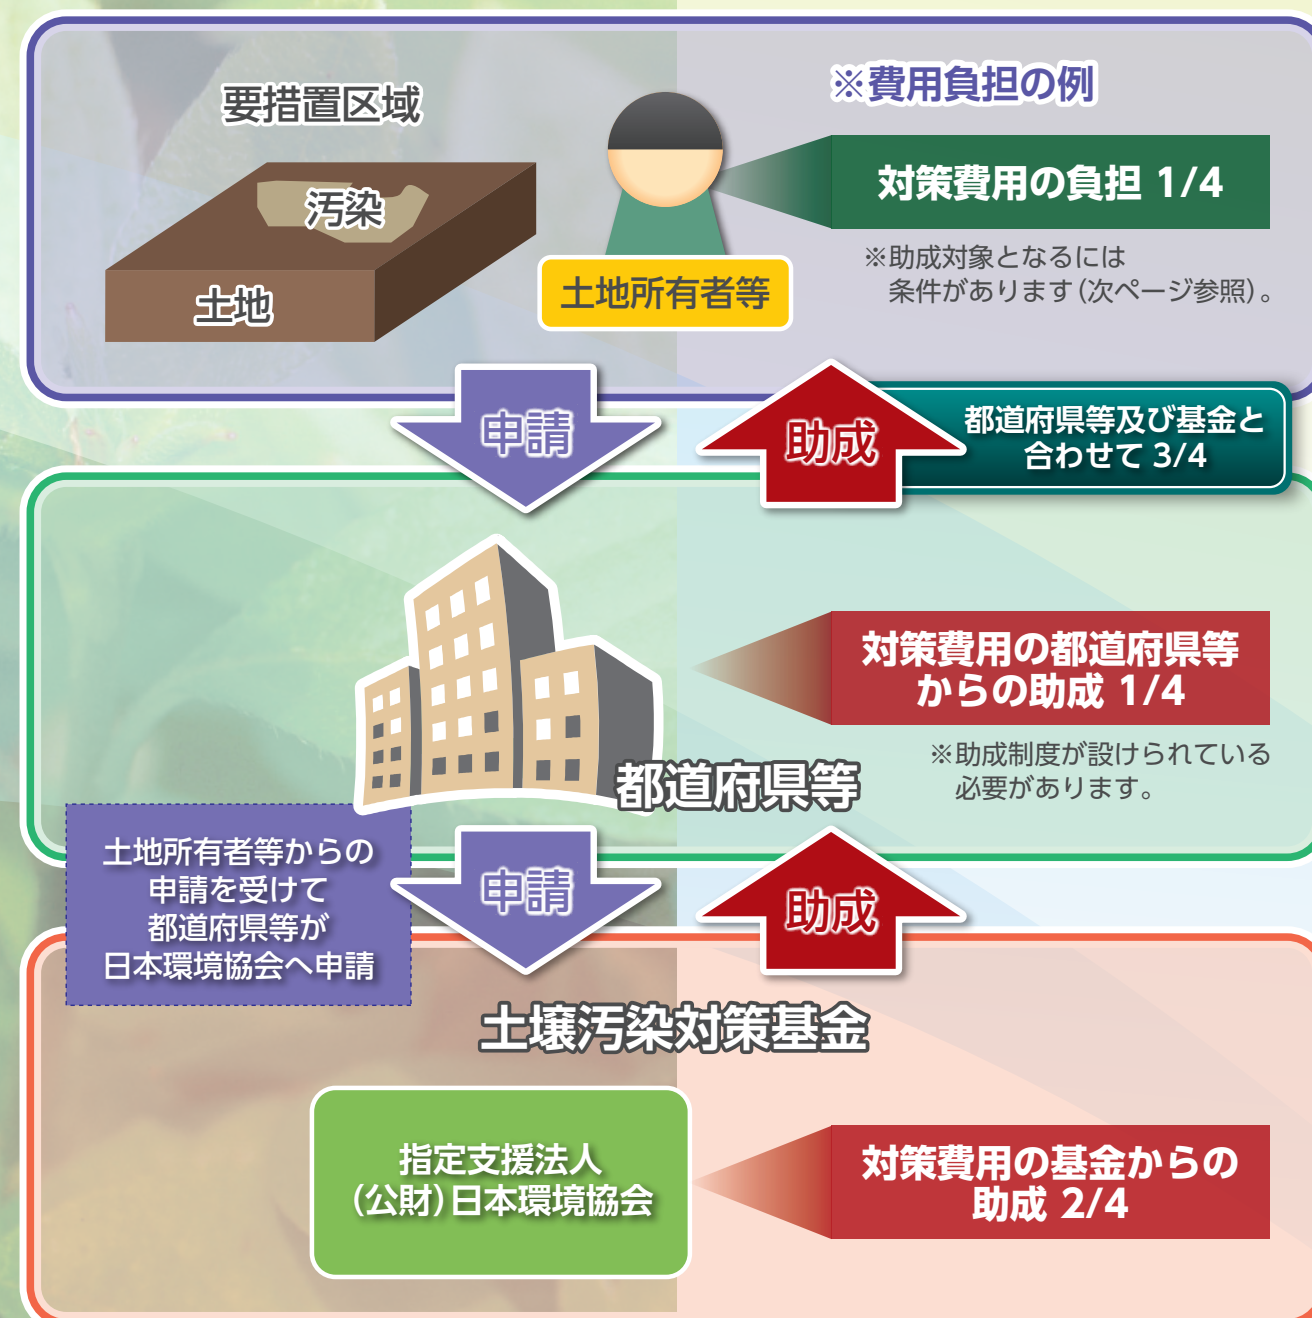 ※費用負担の例
要措置区域
汚染
土地
土地所有者等
対策費用の負担 1/4
※助成対象となるには
条件があります(次ページ参照)。
申請
助成
都道府県等及び基金と
合わせて 3/4
対策費用の都道府県等
からの助成 1/4
※助成制度が設けられている
必要があります。
都道府県等
土地所有者等からの
申請を受けて
都道府県等が
日本環境協会へ申請
申請
助成
土壌汚染対策基金
指定支援法人
(公財)日本環境協会
対策費用の基金からの
助成 2/4